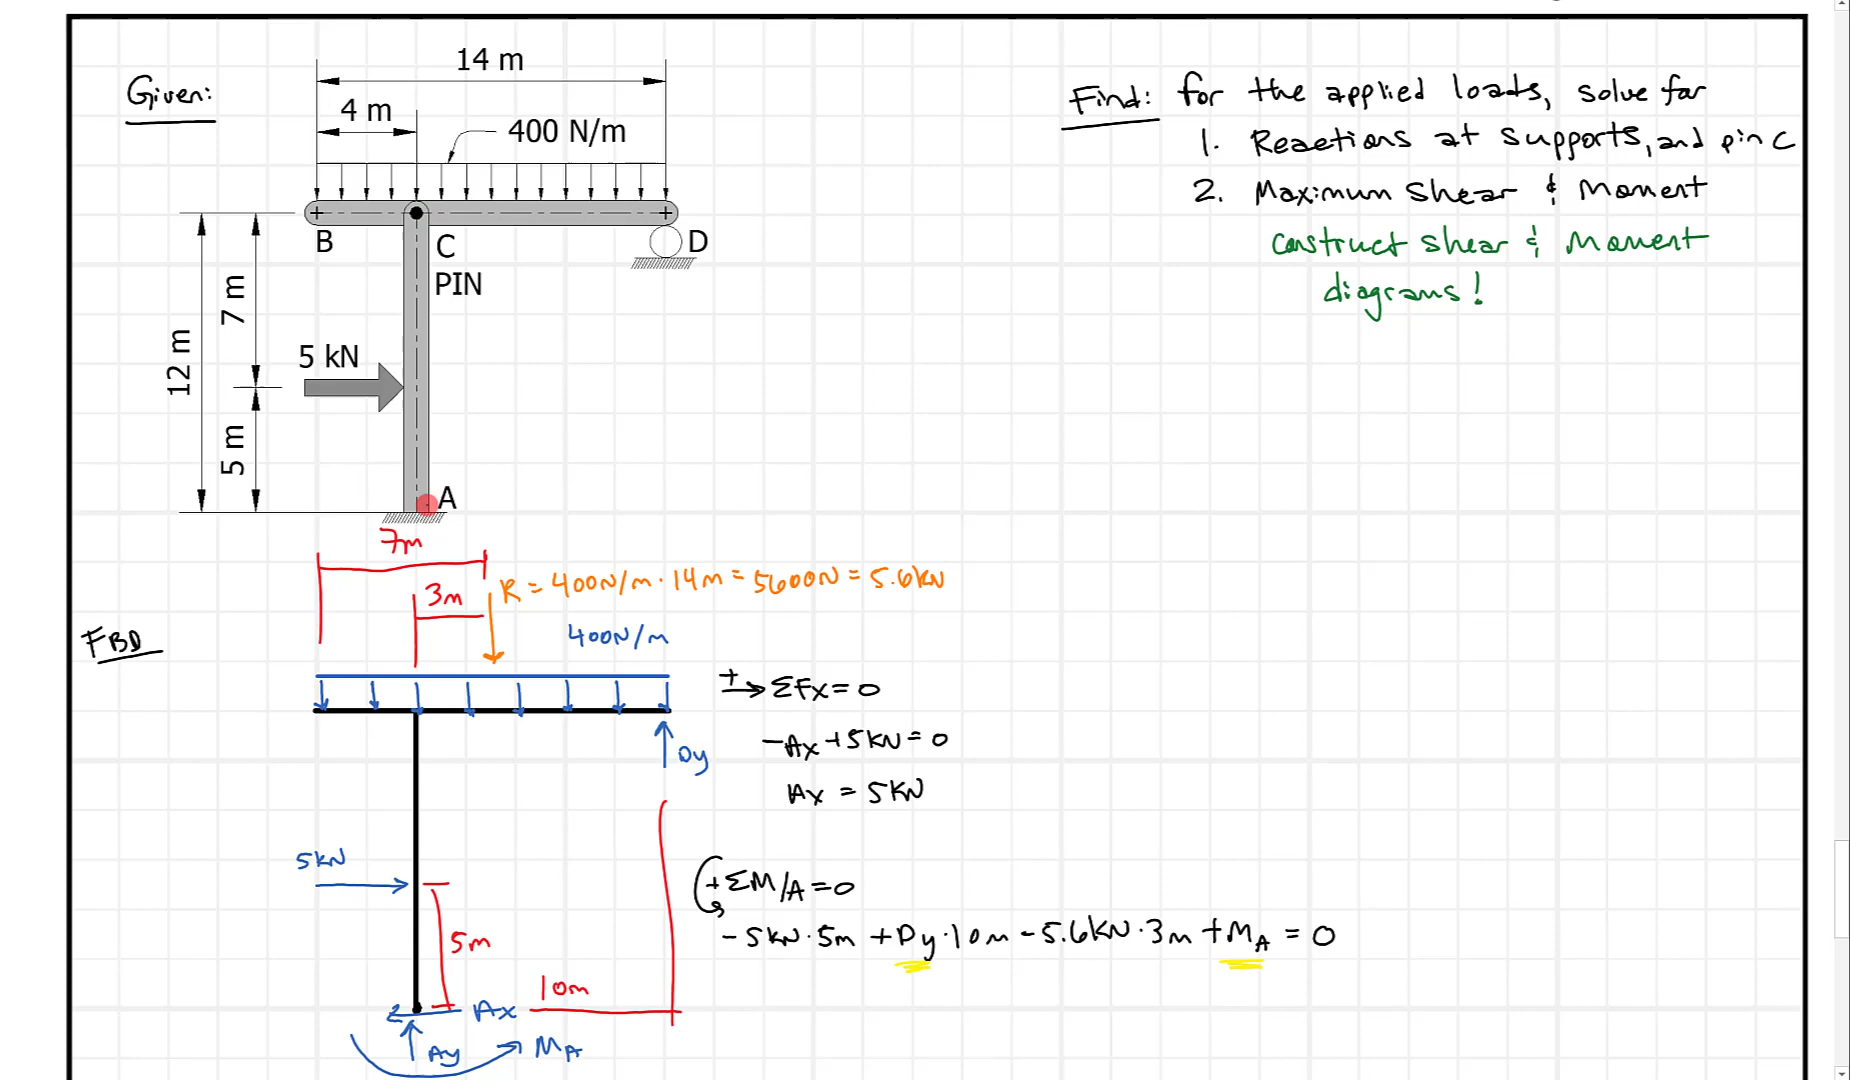 Given:
14 m
4 m
400 N/m
B
C
D
PIN
7 m
12 m
5 kN
5 m
A
Find: for the applied loads, solve for
1. Reactions at supports, and pin C
2. Maximum shear & Moment
construct shear & Moment
diagrams!
7m
3m
R = 400N/m · 14m = 5600N = 5.6kN
FBD
400N/m
Dy
5kN
5m
10m
Ax
Ay
MA
+ ΣFx = 0
-Ax + 5kN = 0
Ax = 5kN
+ ΣM/A = 0
-5kN · 5m + Dy · 10m - 5.6kN · 3m + MA = 0